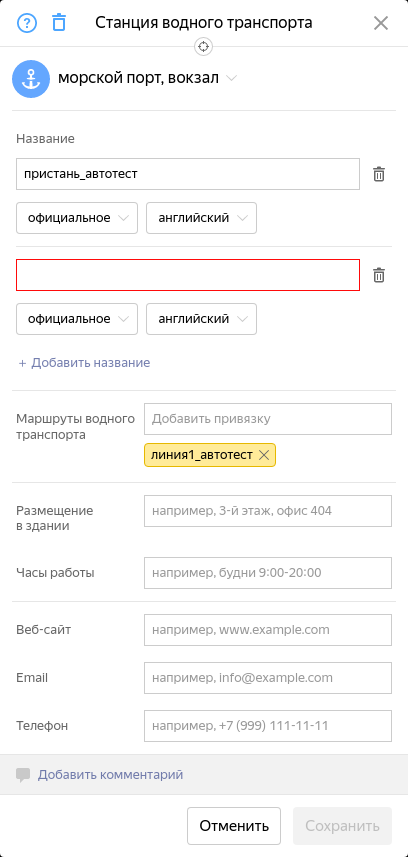 Станция водного транспорта
морской порт, вокзал
Название
пристань_автотест
официальное английский
официальное английский
+ Добавить название
Маршруты водного
транспорта
Добавить привязку
линия1_автотест
Размещение
в здании
например, 3-й этаж, офис 404
Часы работы
например, будни 9:00-20:00
Веб-сайт
например, www.example.com
Email
например, info@example.com
Телефон
например, +7 (999) 111-11-11
Добавить комментарий
Отменить Сохранить